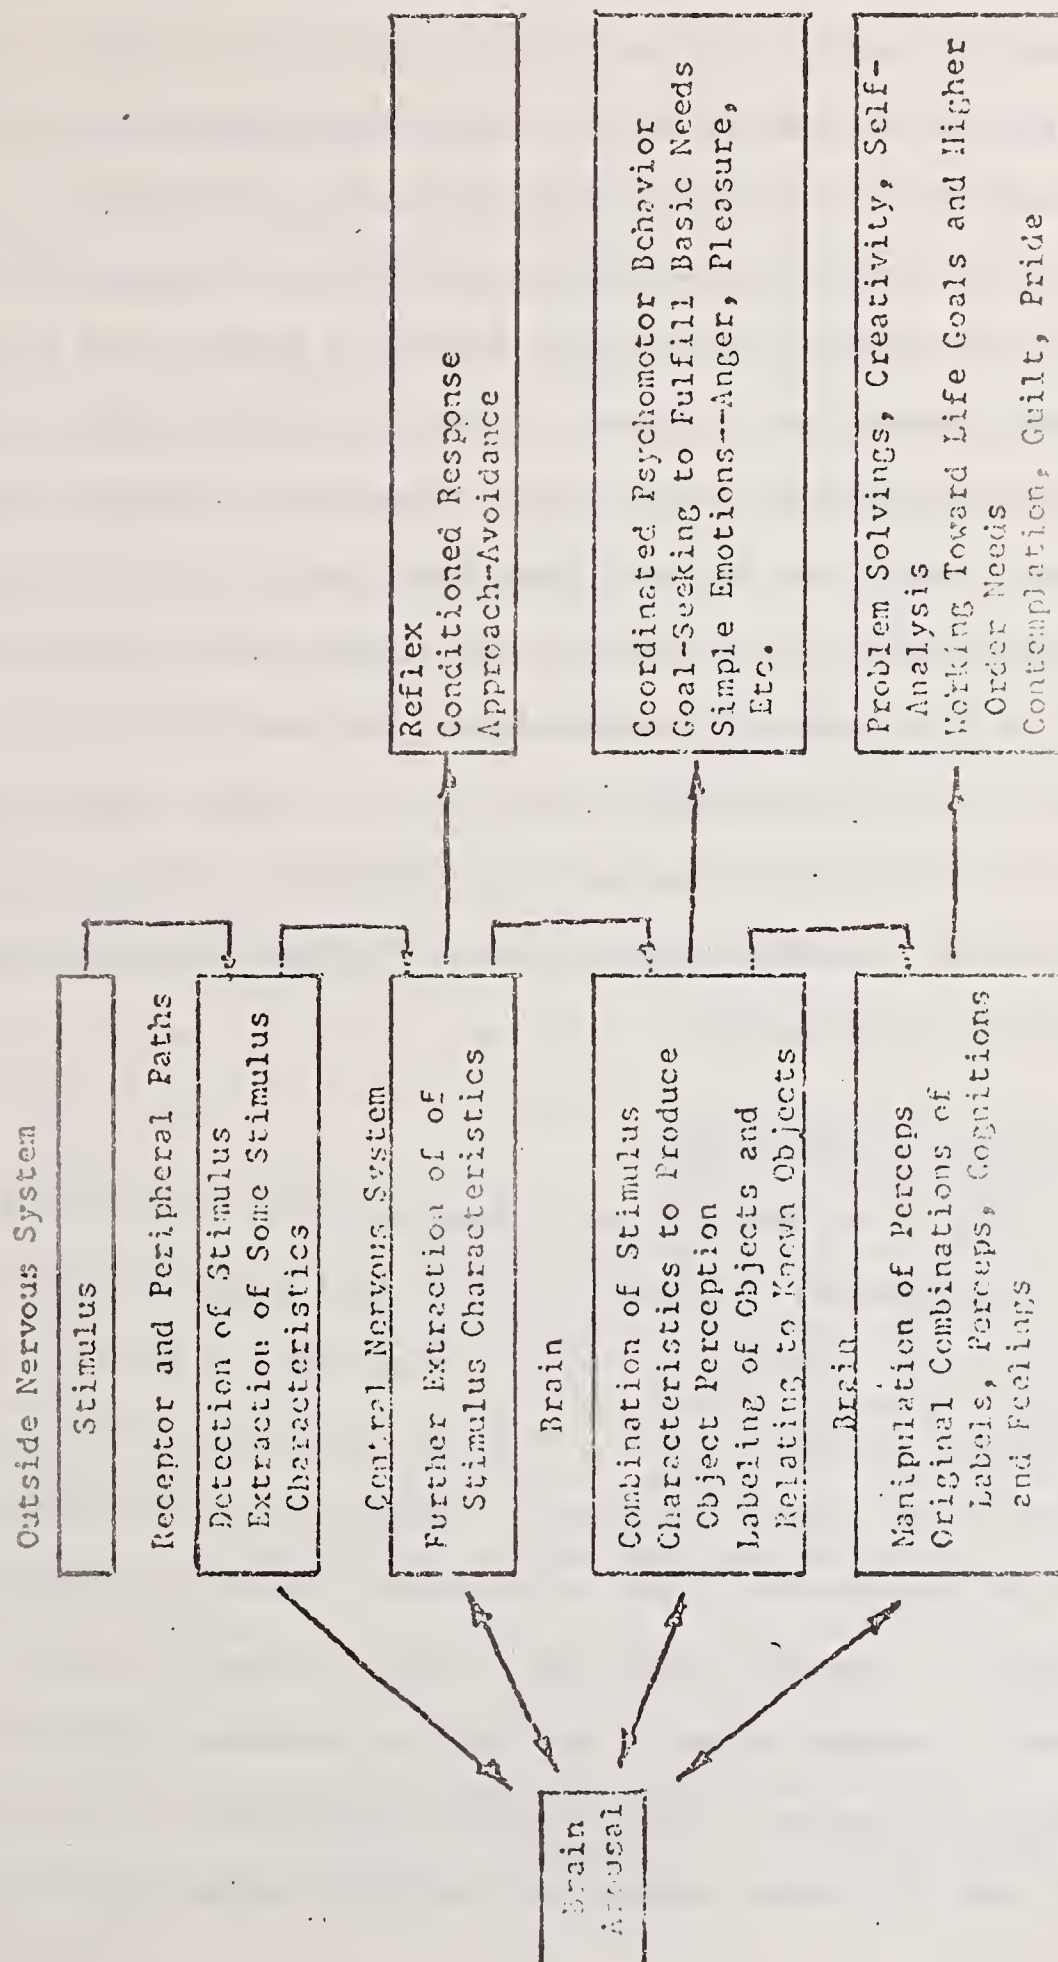 Outside Nervous System
Stimulus
Receptor and Peripheral Paths
Detection of Stimulus
Extraction of Some Stimulus
Characteristics
Central Nervous System
Further Extraction of of
Stimulus Characteristics
Reflex
Conditioned Response
Approach-Avoidance
Brain
Combination of Stimulus
Characteristics to Produce
Object Perception
Labeling of Objects and
Relating to Known Objects
Coordinated Psychomotor Behavior
Goal-Seeking to Fulfill Basic Needs
Simple Emotions--Anger, Pleasure,
Etc.
Brain
Manipulation of Perceps
Original Combinations of
Labels, Perceps, Cognitions
and Feelings
Problem Solvings, Creativity, Self-
Analysis
Working Toward Life Goals and Higher
Order Needs
Contemplation, Guilt, Pride
Brain
Arousal